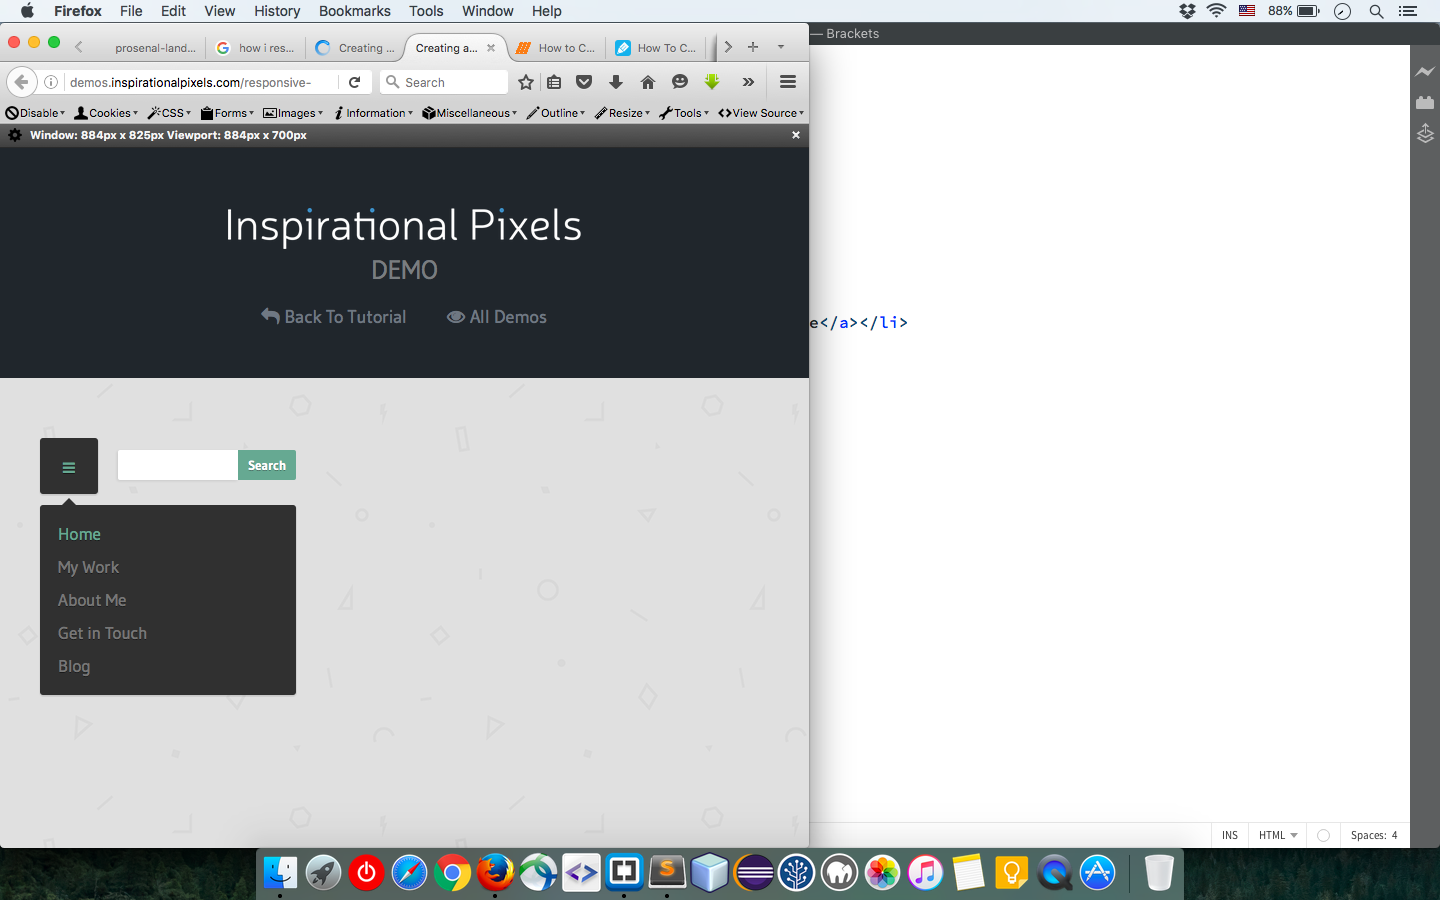 Firefox File Edit View History Bookmarks Tools Window Help 88%
— Brackets
prosenal-land... how i res... Creating ... Creating a... How to C... How To C...
demos.inspirationalpixels.com/responsive- Search
Disable Cookies CSS Forms Images Information Miscellaneous Outline Resize Tools View Source
Window: 884px x 825px Viewport: 884px x 700px
Inspirational Pixels
DEMO
Back To Tutorial All Demos
e</a></li>
Search
Home
My Work
About Me
Get in Touch
Blog
INS HTML Spaces: 4